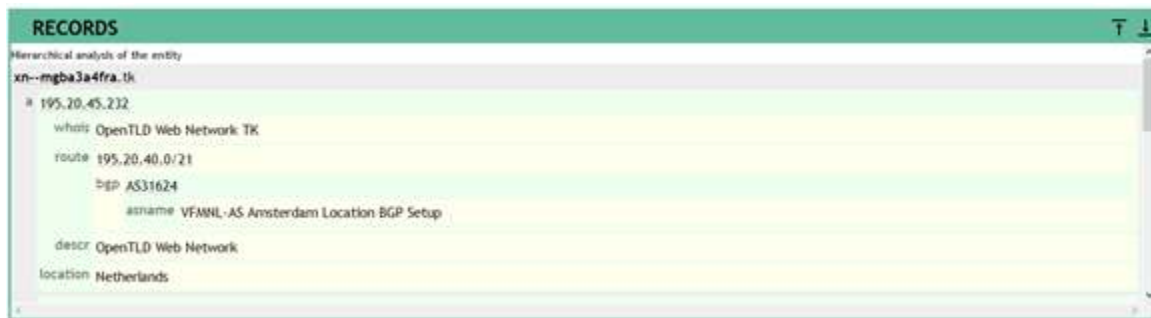 RECORDS
Hierarchical analysis of the entity
xn--mgba3a4fra.tk
a 195.20.45.232
whois OpenTLD Web Network TK
route 195.20.40.0/21
bgp AS31624
asname VFMNL-AS Amsterdam Location BGP Setup
descr OpenTLD Web Network
location Netherlands